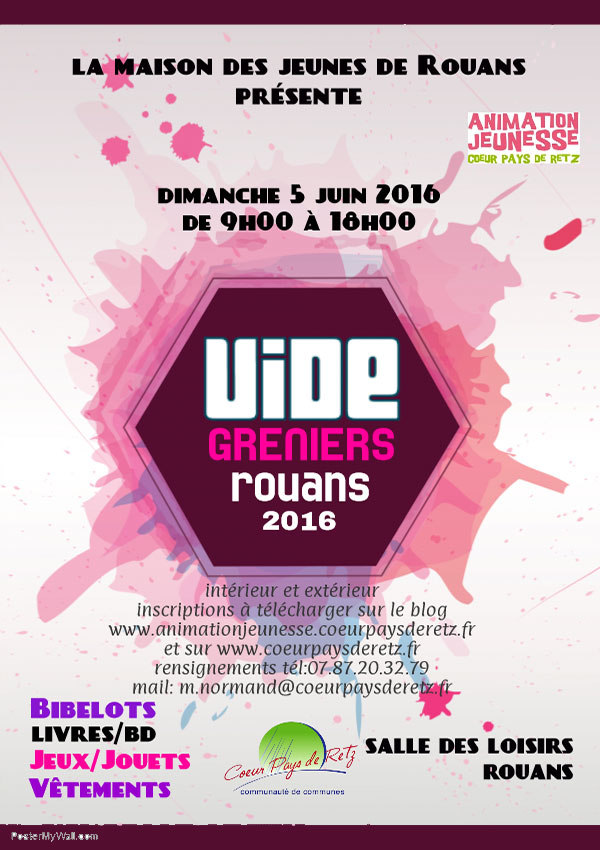 LA MAISON DES JEUNES DE ROUANS
PRÉSENTE
ANIMATION
JEUNESSE
COEUR PAYS DE RETZ
DIMANCHE 5 JUIN 2016
DE 9H00 À 18H00
VIDE
GRENIERS
rouans
2016
intérieur et extérieur
inscriptions à télécharger sur le blog
www.animationjeunesse.coeurpaysderetz.fr
et sur www.coeurpaysderetz.fr
rensignements tél:07.87.20.32.79
mail: m.normand@coeurpaysderetz.fr
BIBELOTS
LIVRES/BD
JEUX/JOUETS
VÊTEMENTS
Coeur Pays de Retz
communauté de communes
SALLE DES LOISIRS
ROUANS
PosterMyWall.com